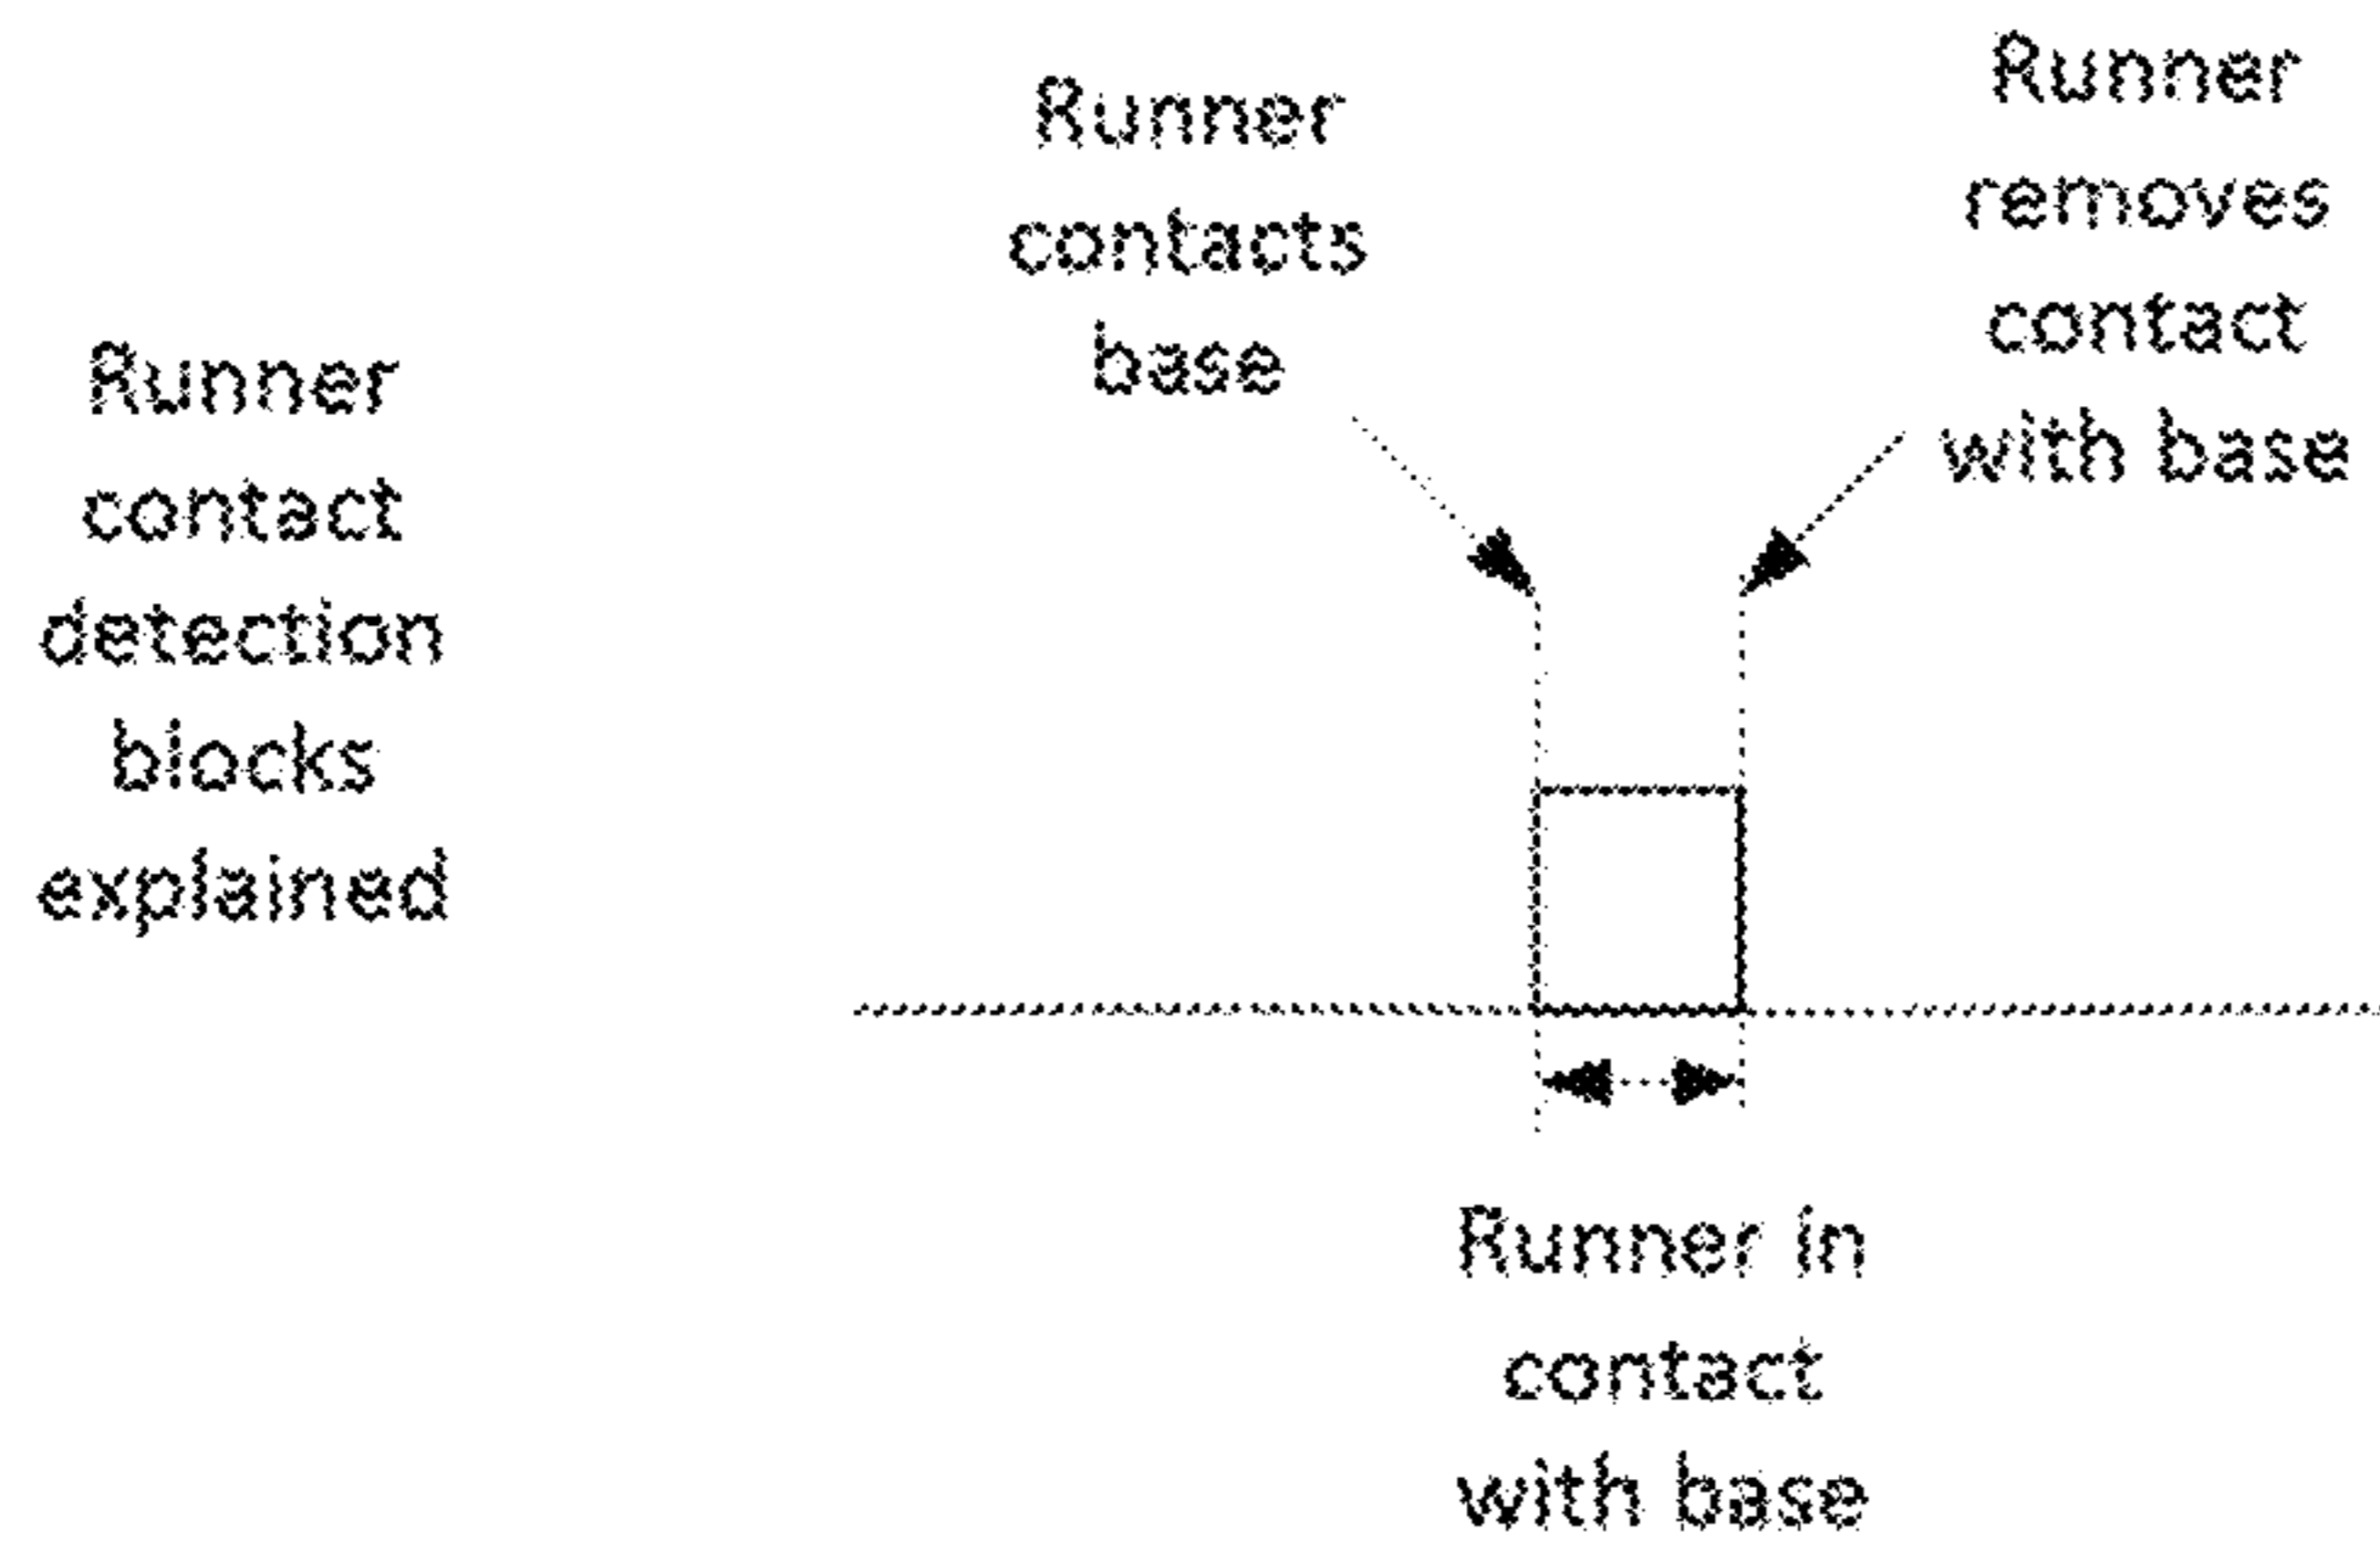 Runner
contact
detection
blocks
explained
Runner
contacts
base
Runner
removes
contact
with base
Runner in
contact
with base